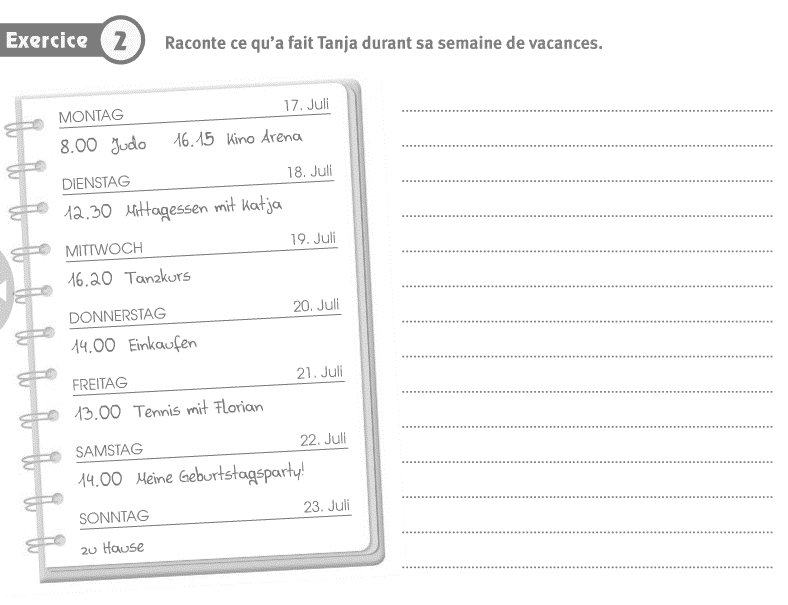 Exercice 2 Raconte ce qu'a fait Tanja durant sa semaine de vacances.
MONTAG 17. Juli
8.00 Judo 16.15 Kino Arena
DIENSTAG 18. Juli
12.30 Mittagessen mit Katja
MITTWOCH 19. Juli
16.20 Tanzkurs
DONNERSTAG 20. Juli
14.00 Einkaufen
FREITAG 21. Juli
13.00 Tennis mit Florian
SAMSTAG 22. Juli
14.00 Meine Geburtstagsparty!
SONNTAG 23. Juli
zu Hause